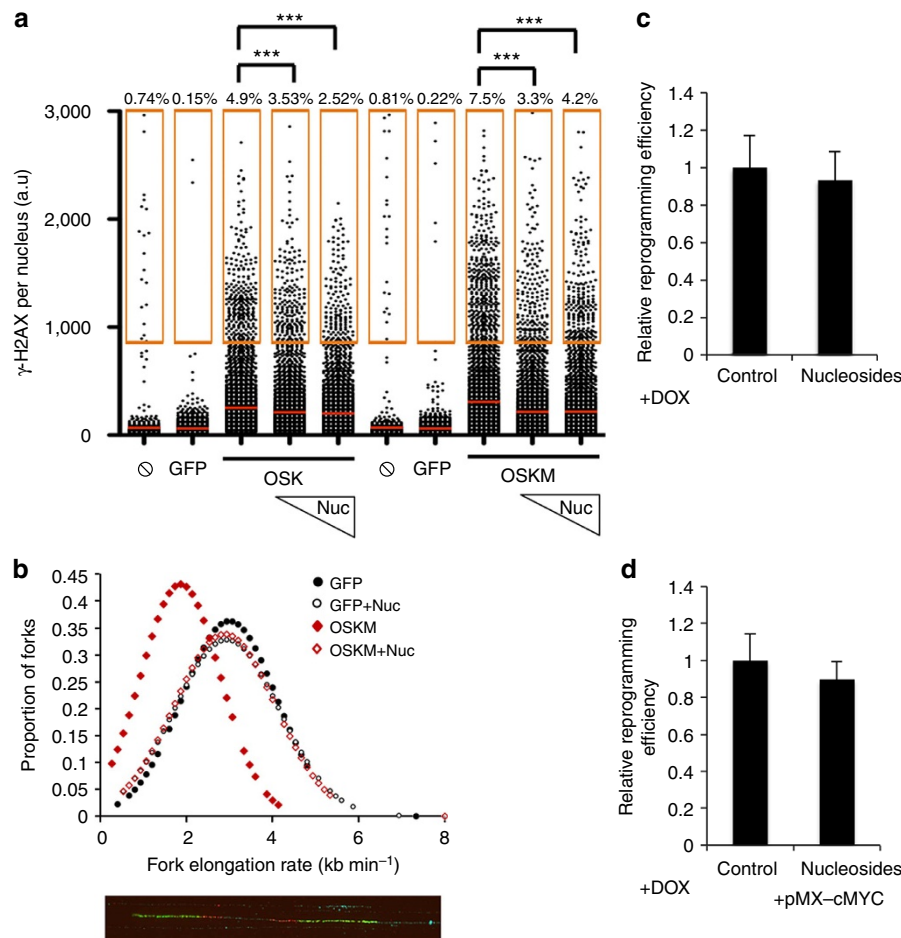 a
***
***
***
***
0.74% 0.15% 4.9% 3.53% 2.52% 0.81% 0.22% 7.5% 3.3% 4.2%
3,000
2,000
1,000
0
γ-H2AX per nucleus (a.u)
GFP
OSK
Nuc
GFP
OSKM
Nuc
b
0.45
0.4
0.35
0.3
0.25
0.2
0.15
0.1
0.05
0
Proportion of forks
GFP
GFP+Nuc
OSKM
OSKM+Nuc
0 2 4 6 8
Fork elongation rate (kb min⁻¹)
c
1.4
1.2
1
0.8
0.6
0.4
0.2
0
Relative reprogramming efficiency
Control Nucleosides
+DOX
d
1.4
1.2
1
0.8
0.6
0.4
0.2
0
Relative reprogramming
efficiency
Control Nucleosides
+DOX +pMX–cMYC